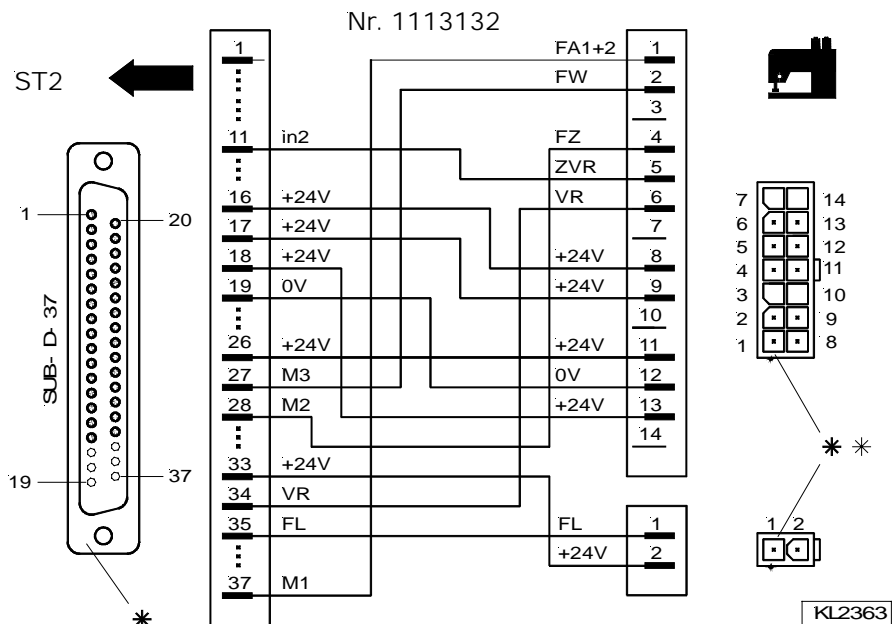 Nr. 1113132
ST2
1
11 in2
16 +24V
17 +24V
18 +24V
19 0V
26 +24V
27 M3
28 M2
33 +24V
34 VR
35 FL
37 M1
FA1+2 1
FW 2
3
FZ 4
ZVR 5
VR 6
7
+24V 8
+24V 9
10
+24V 11
0V 12
+24V 13
14
FL 1
+24V 2
1 20
SUB-D-37
19 37
*
7 14
6 13
5 12
4 11
3 10
2 9
1 8
* *
1 2
KL2363